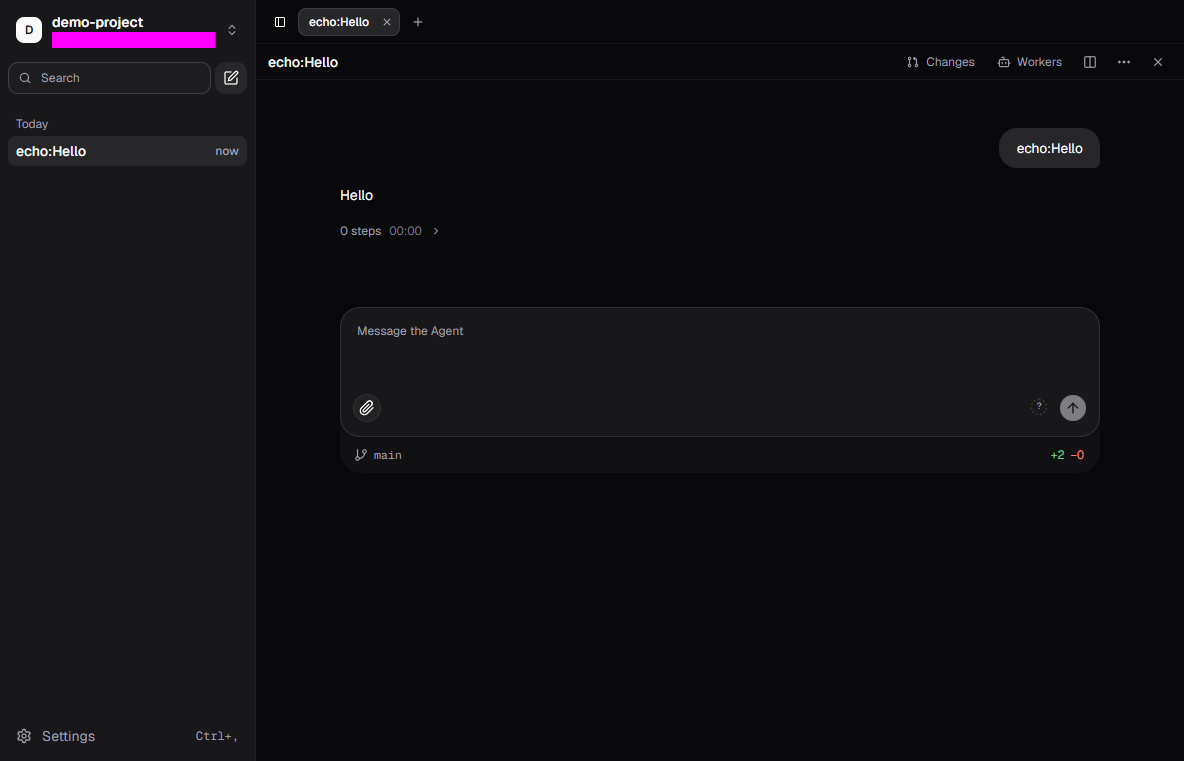 D
demo-project
Search
Today
echo:Hello
now
Settings
Ctrl+,
echo:Hello
echo:Hello
Changes
Workers
echo:Hello
Hello
0 steps 00:00
Message the Agent
?
main
+2 -0